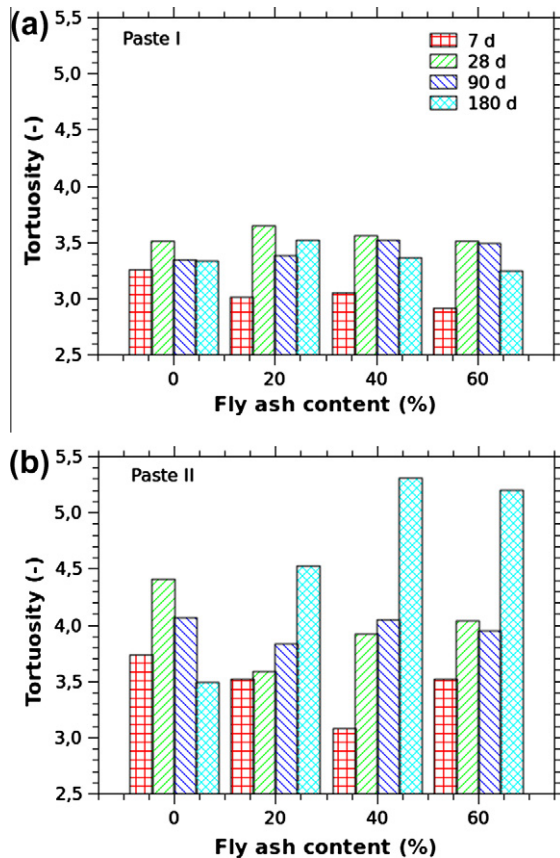 (a)
Paste I
7 d
28 d
90 d
180 d
Tortuosity (-)
5,5
5,0
4,5
4,0
3,5
3,0
2,5
0 20 40 60
Fly ash content (%)
(b)
Paste II
Tortuosity (-)
5,5
5,0
4,5
4,0
3,5
3,0
2,5
0 20 40 60
Fly ash content (%)